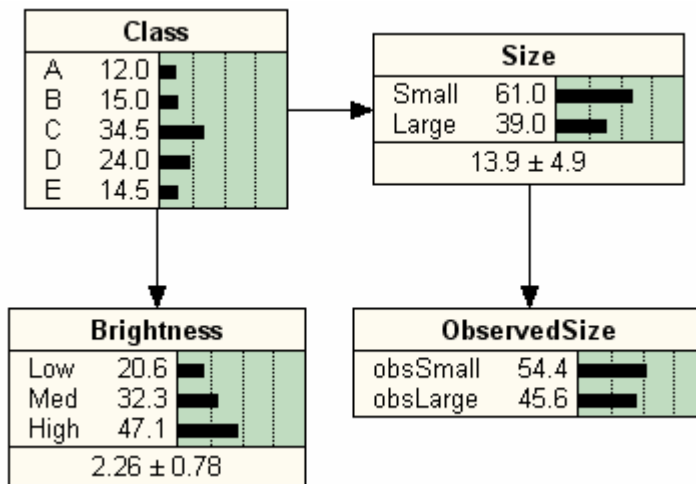 Class
A 12.0
B 15.0
C 34.5
D 24.0
E 14.5
Size
Small 61.0
Large 39.0
13.9 ± 4.9
Brightness
Low 20.6
Med 32.3
High 47.1
2.26 ± 0.78
ObservedSize
obsSmall 54.4
obsLarge 45.6